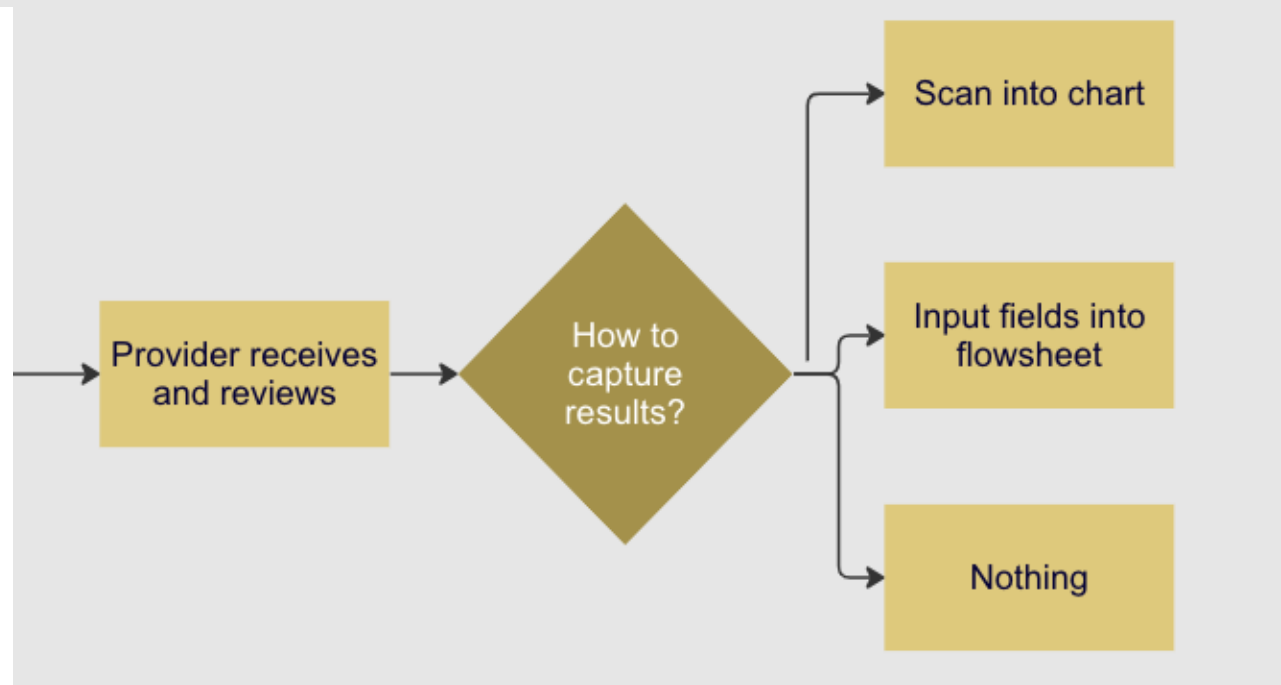 Provider receives
and reviews
How to
capture
results?
Scan into chart
Input fields into
flowsheet
Nothing